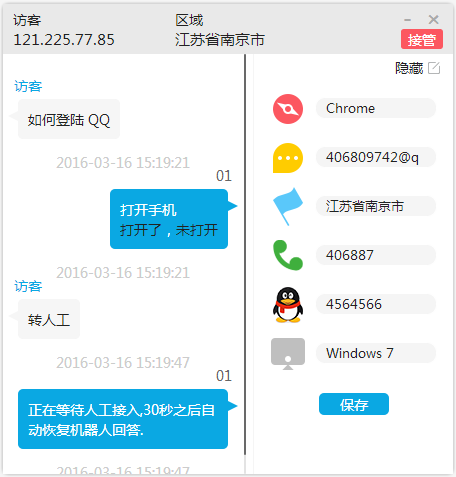 访客 区域
121.225.77.85 江苏省南京市 接管
隐藏
访客
如何登陆 QQ
2016-03-16 15:19:21
01
打开手机
打开了，未打开
2016-03-16 15:19:21
访客
转人工
2016-03-16 15:19:47
01
正在等待人工接入,30秒之后自
动恢复机器人回答.
2016-03-16 15:19:47
Chrome
406809742@q
江苏省南京市
406887
4564566
Windows 7
保存